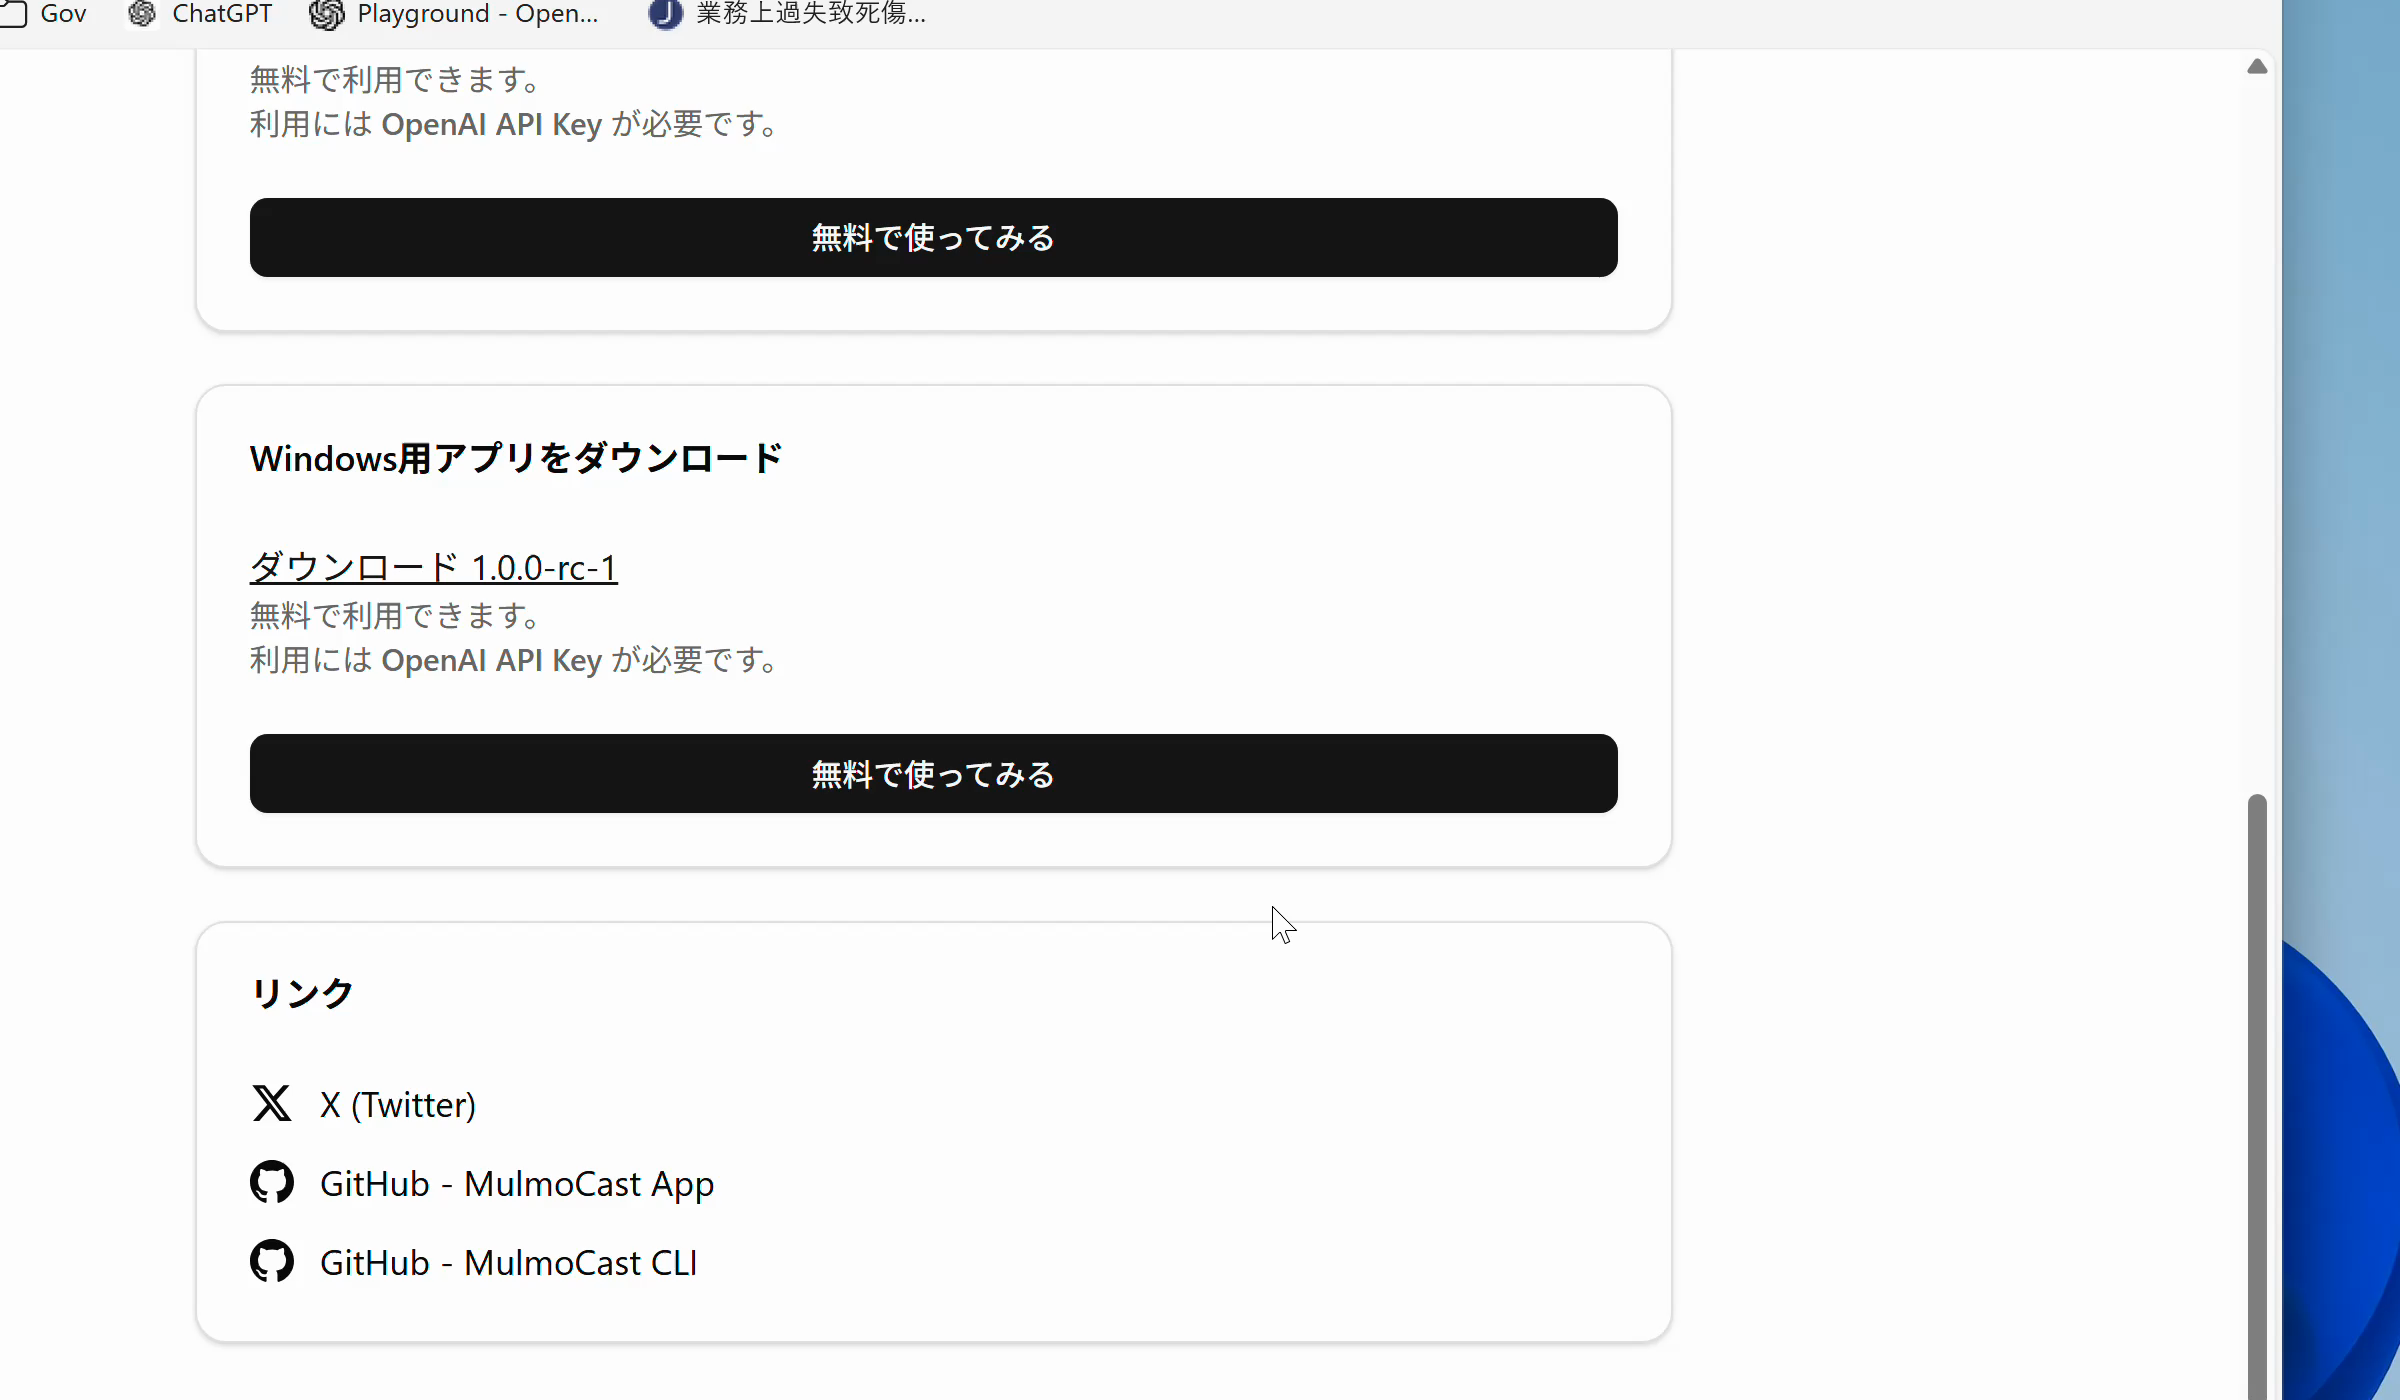 Gov ChatGPT Playground - Open... 業務上過失致死傷...
無料で利用できます。
利用には OpenAI API Key が必要です。
無料で使ってみる
Windows用アプリをダウンロード
ダウンロード 1.0.0-rc-1
無料で利用できます。
利用には OpenAI API Key が必要です。
無料で使ってみる
リンク
X (Twitter)
GitHub - MulmoCast App
GitHub - MulmoCast CLI